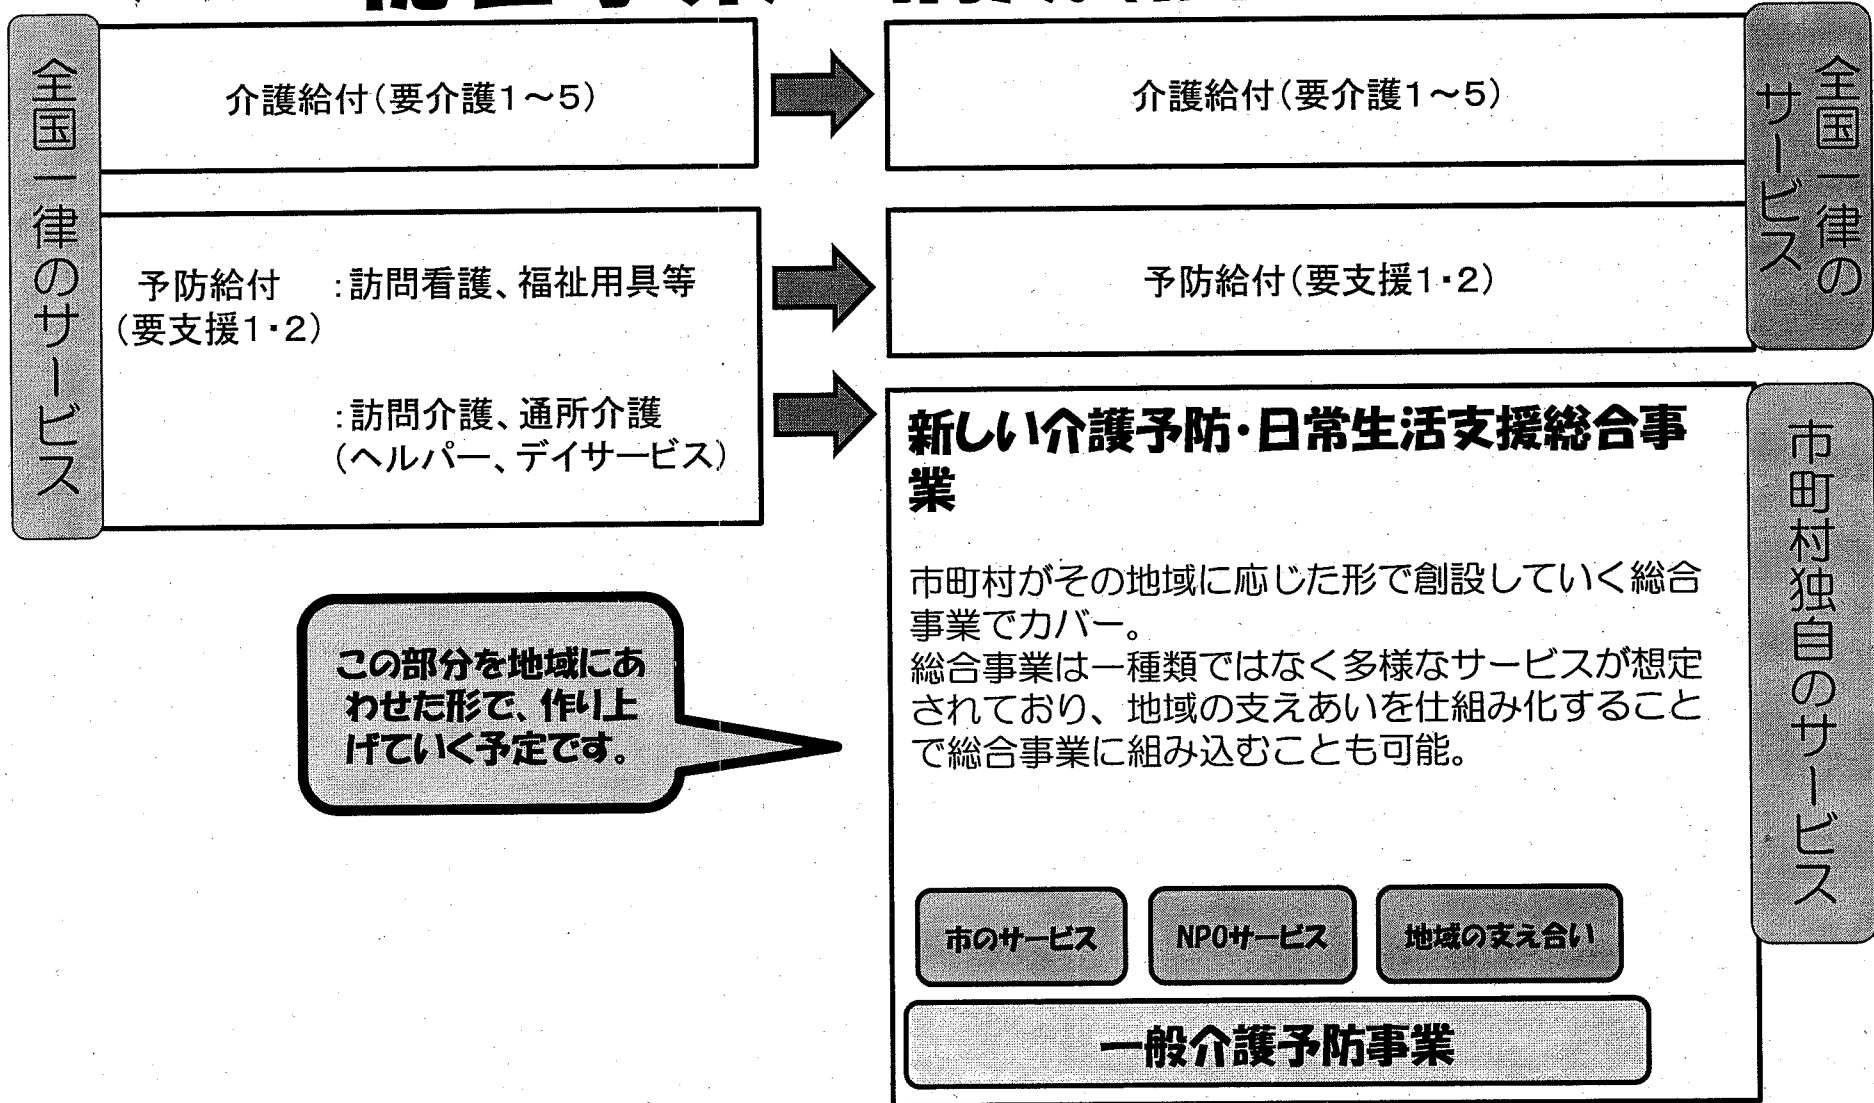 全国一律のサービス
介護給付(要介護1～5)
介護給付(要介護1～5)
全国一律の
サービス
予防給付 :訪問看護、福祉用具等
(要支援1・2)
:訪問介護、通所介護
(ヘルパー、デイサービス)
予防給付(要支援1・2)
新しい介護予防・日常生活支援総合事
業
市町村がその地域に応じた形で創設していく総合
事業でカバー。
総合事業は一種類ではなく多様なサービスが想定
されており、地域の支えあいを仕組み化すること
で総合事業に組み込むことも可能。
市町村独自のサービス
この部分を地域にあ
わせた形で、作り上
げていく予定です。
市のサービス
NPOサービス
地域の支え合い
一般介護予防事業